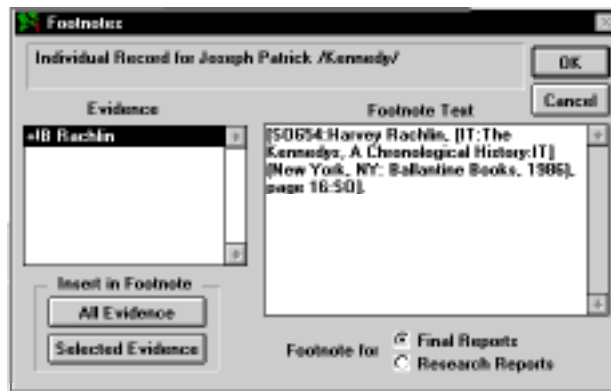 Footnotes
Individual Record for Joseph Patrick /Kennedy/
OK
Cancel
Evidence
Footnote Text
+IB Rachlin
[SO654:Harvey Rachlin, [IT:The
Kennedys, A Chronological History:IT]
(New York, NY: Ballantine Books, 1986),
page 16:SO].
Insert in Footnote
All Evidence
Selected Evidence
Footnote for
Final Reports
Research Reports